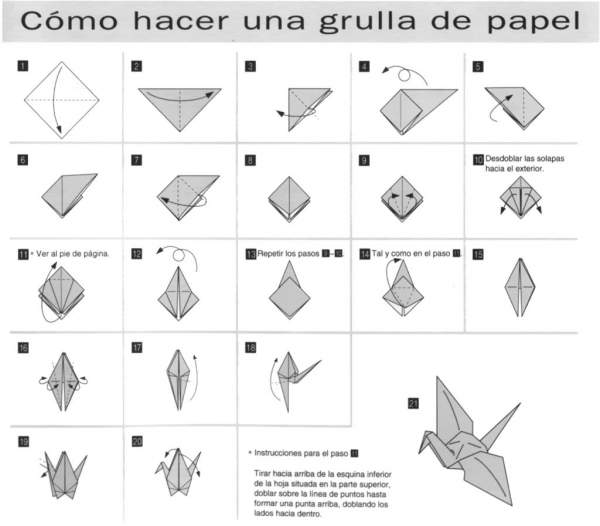 Cómo hacer una grulla de papel
1
2
3
4
5
6
7
8
9
10 Desdoblar las solapas
hacia el exterior.
11 * Ver al pie de página.
12
13 Repetir los pasos
14 Tal y como en el paso 11.
15
16
17
18
19
20
21
* Instrucciones para el paso 11
Tirar hacia arriba de la esquina inferior
de la hoja situada en la parte superior,
doblar sobre la línea de puntos hasta
formar una punta arriba, doblando los
lados hacia dentro.